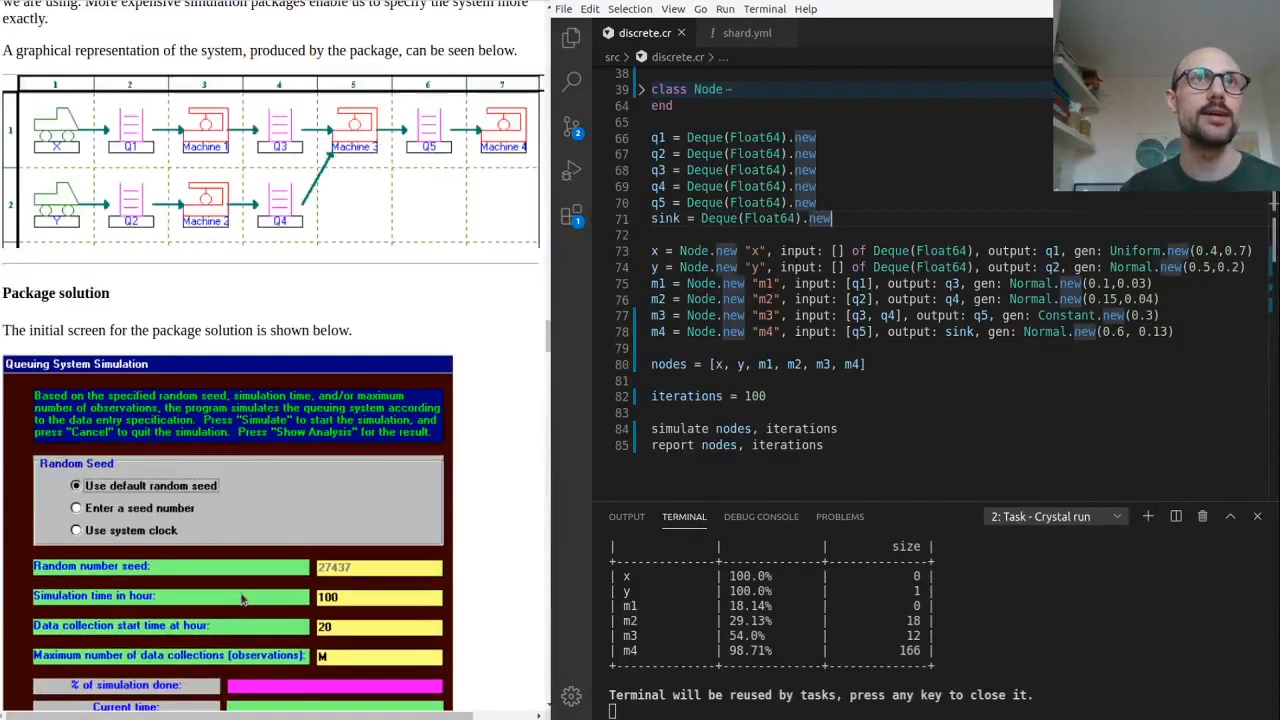 we are using. More expensive simulation packages enable us to specify the system more
exactly.
A graphical representation of the system, produced by the package, can be seen below.
1 2 3 4 5 6 7
1
X Q1 Machine 1 Q3 Machine 3 Q5 Machine 4
2
Y Q2 Machine 2 Q4
Package solution
The initial screen for the package solution is shown below.
Queuing System Simulation
Based on the specified random seed, simulation time, and/or maximum
number of observations, the program simulates the queuing system according
to the data entry specification. Press "Simulate" to start the simulation, and
press "Cancel" to quit the simulation. Press "Show Analysis" for the result.
Random Seed
Use default random seed
Enter a seed number
Use system clock
Random number seed: 27437
Simulation time in hour: 100
Data collection start time at hour: 20
Maximum number of data collections (observations): M
% of simulation done:
Current time:
File Edit Selection View Go Run Terminal Help
discrete.cr × ! shard.yml
src > discrete.cr > …
38
39 > class Node …
64 end
65
66 q1 = Deque(Float64).new
67 q2 = Deque(Float64).new
68 q3 = Deque(Float64).new
69 q4 = Deque(Float64).new
70 q5 = Deque(Float64).new
71 sink = Deque(Float64).new
72
73 x = Node.new "x", input: [] of Deque(Float64), output: q1, gen: Uniform.new(0.4,0.7)
74 y = Node.new "y", input: [] of Deque(Float64), output: q2, gen: Normal.new(0.5,0.2)
75 m1 = Node.new "m1", input: [q1], output: q3, gen: Normal.new(0.1,0.03)
76 m2 = Node.new "m2", input: [q2], output: q4, gen: Normal.new(0.15,0.04)
77 m3 = Node.new "m3", input: [q3, q4], output: q5, gen: Constant.new(0.3)
78 m4 = Node.new "m4", input: [q5], output: sink, gen: Normal.new(0.6, 0.13)
79
80 nodes = [x, y, m1, m2, m3, m4]
81
82 iterations = 100
83
84 simulate nodes, iterations
85 report nodes, iterations
2
1
OUTPUT TERMINAL DEBUG CONSOLE PROBLEMS 2: Task - Crystal run
| | | size |
+-------------+-------------+-------------+
| x | 100.0% | 0 |
| y | 100.0% | 1 |
| m1 | 18.14% | 0 |
| m2 | 29.13% | 18 |
| m3 | 54.0% | 12 |
| m4 | 98.71% | 166 |
+-------------+-------------+-------------+
Terminal will be reused by tasks, press any key to close it.